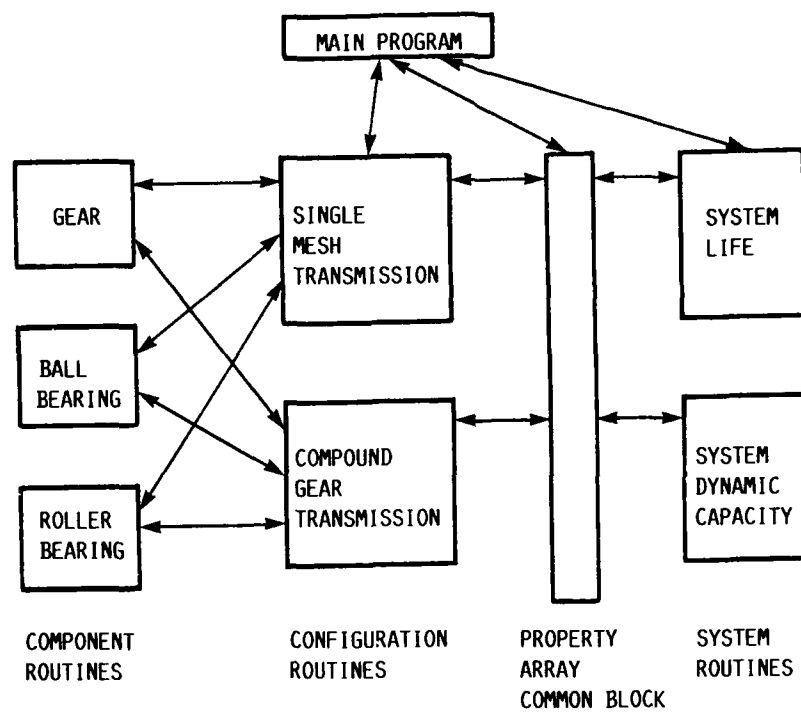 MAIN PROGRAM
GEAR
SINGLE
MESH
TRANSMISSION
SYSTEM
LIFE
BALL
BEARING
COMPOUND
GEAR
TRANSMISSION
SYSTEM
DYNAMIC
CAPACITY
ROLLER
BEARING
COMPONENT
ROUTINES
CONFIGURATION
ROUTINES
PROPERTY
ARRAY
COMMON BLOCK
SYSTEM
ROUTINES